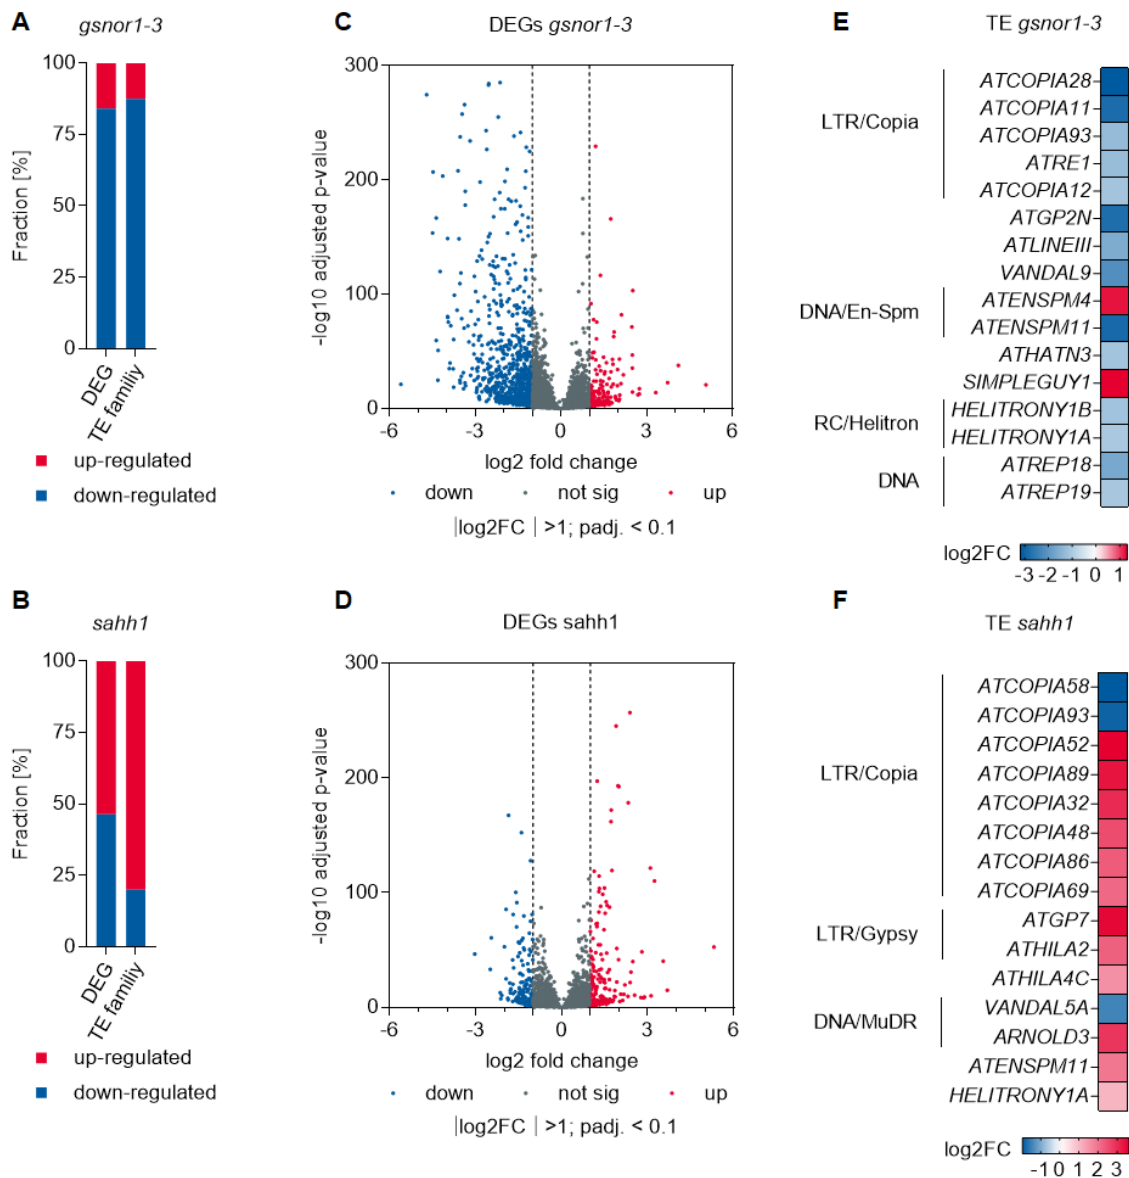 A
gsnor1-3
Fraction [%]
100
75
50
25
0
DEG
TE familiy
up-regulated
down-regulated
C
DEGs gsnor1-3
-log10 adjusted p-value
300
200
100
0
-6
-3
0
3
6
log2 fold change
down
not sig
up
|log2FC | >1; padj. < 0.1
E
TE gsnor1-3
LTR/Copia
ATCOPIA28
ATCOPIA11
ATCOPIA93
ATRE1
ATCOPIA12
ATGP2N
ATLINEIII
VANDAL9
DNA/En-Spm
ATENSPM4
ATENSPM11
ATHATN3
SIMPLEGUY1
RC/Helitron
HELITRONY1B
HELITRONY1A
DNA
ATREP18
ATREP19
log2FC
-3 -2 -1 0 1
B
sahh1
Fraction [%]
100
75
50
25
0
DEG
TE familiy
up-regulated
down-regulated
D
DEGs sahh1
-log10 adjusted p-value
300
200
100
0
-6
-3
0
3
6
log2 fold change
down
not sig
up
|log2FC | >1; padj. < 0.1
F
TE sahh1
LTR/Copia
ATCOPIA58
ATCOPIA93
ATCOPIA52
ATCOPIA89
ATCOPIA32
ATCOPIA48
ATCOPIA86
ATCOPIA69
LTR/Gypsy
ATGP7
ATHILA2
ATHILA4C
DNA/MuDR
VANDAL5A
ARNOLD3
ATENSPM11
HELITRONY1A
log2FC
-1 0 1 2 3